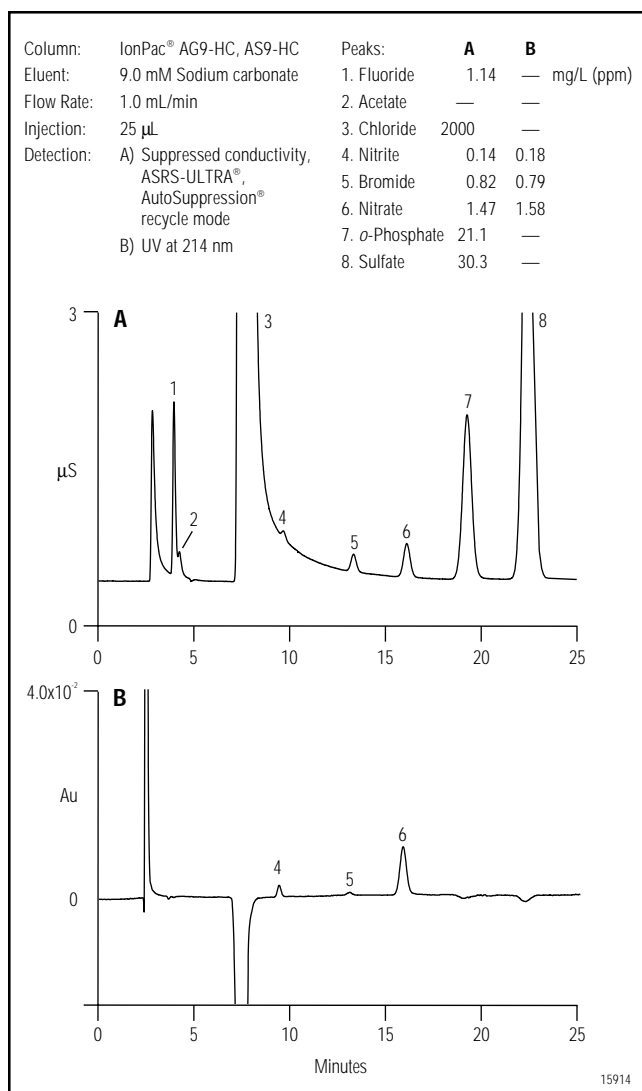 Column: IonPac® AG9-HC, AS9-HC
Eluent: 9.0 mM Sodium carbonate
Flow Rate: 1.0 mL/min
Injection: 25 μL
Detection: A) Suppressed conductivity,
ASRS-ULTRA®,
AutoSuppression®
recycle mode
B) UV at 214 nm
Peaks: A B
1. Fluoride 1.14 — mg/L (ppm)
2. Acetate — —
3. Chloride 2000 —
4. Nitrite 0.14 0.18
5. Bromide 0.82 0.79
6. Nitrate 1.47 1.58
7. o-Phosphate 21.1 —
8. Sulfate 30.3 —
3
A
3
8
1
7
μS
2
4
5
6
0
0 5 10 15 20 25
4.0x10⁻²
B
Au
6
4
5
0
0 5 10 15 20 25
Minutes
15914